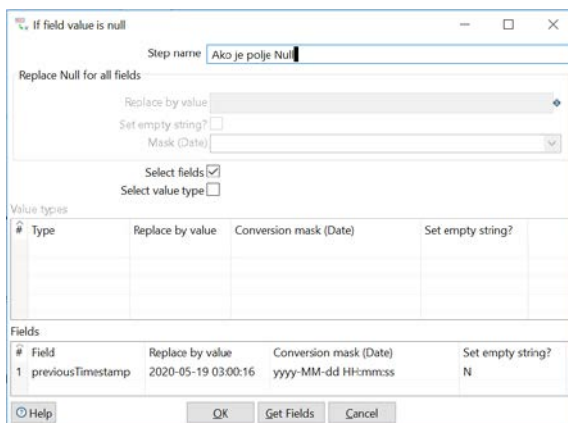 If field value is null
Step name Ako je polje Null
Replace Null for all fields
Replace by value
Set empty string?
Mask (Date)
Select fields
Select value type
Value types
# Type Replace by value Conversion mask (Date) Set empty string?
Fields
# Field Replace by value Conversion mask (Date) Set empty string?
1 previousTimestamp 2020-05-19 03:00:16 yyyy-MM-dd HH:mm:ss N
Help OK Get Fields Cancel